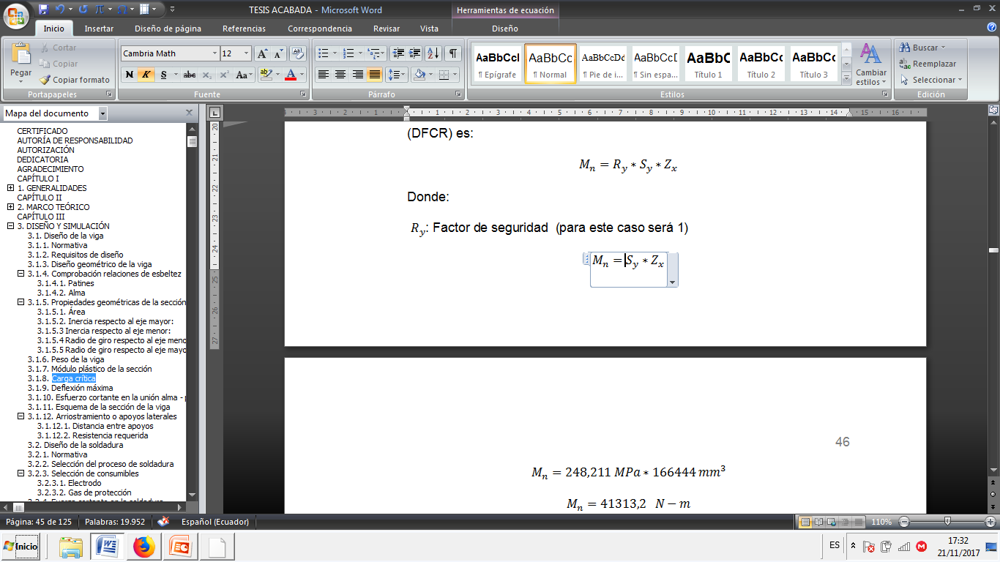 TESIS ACABADA - Microsoft Word
Herramientas de ecuación
Inicio Insertar Diseño de página Referencias Correspondencia Revisar Vista Diseño
Pegar
Cortar
Copiar
Copiar formato
Portapapeles
Cambria Math 12
N K S abc x₂ x² Aa
Fuente
Párrafo
AaBbCcI AaBbCc AaBbCcDd AaBbCcD AaBbC AaBbCc AaBbCc
¶ Epígrafe ¶ Normal ¶ Pie de i... ¶ Sin espa... Título 1 Título 2 Título 3
Cambiar estilos
Estilos
Buscar
Reemplazar
Seleccionar
Edición
Mapa del documento
CERTIFICADO
AUTORÍA DE RESPONSABILIDAD
AUTORIZACIÓN
DEDICATORIA
AGRADECIMIENTO
CAPÍTULO I
1. GENERALIDADES
CAPÍTULO II
2. MARCO TEÓRICO
CAPÍTULO III
3. DISEÑO Y SIMULACIÓN
3.1. Diseño de la viga
3.1.1. Normativa
3.1.2. Requisitos de diseño
3.1.3. Diseño geométrico de la viga
3.1.4. Comprobación relaciones de esbeltez
3.1.4.1. Patines
3.1.4.2. Alma
3.1.5. Propiedades geométricas de la sección
3.1.5.1. Área
3.1.5.2. Inercia respecto al eje mayor:
3.1.5.3 Inercia respecto al eje menor:
3.1.5.4 Radio de giro respecto al eje meno
3.1.5.5 Radio de giro respecto al eje mayo
3.1.6. Peso de la viga
3.1.7. Módulo plástico de la sección
3.1.8. Carga crítica
3.1.9. Deflexión máxima
3.1.10. Esfuerzo cortante en la unión alma - p
3.1.11. Esquema de la sección de la viga
3.1.12. Arriostramiento o apoyos laterales
3.1.12.1. Distancia entre apoyos
3.1.12.2. Resistencia requerida
3.2. Diseño de la soldadura
3.2.1. Normativa
3.2.2. Selección del proceso de soldadura
3.2.3. Selección de consumibles
3.2.3.1. Electrodo
3.2.3.2. Gas de protección
(DFCR) es:
Mₙ = R_y ∗ S_y ∗ Zₓ
Donde:
R_y: Factor de seguridad (para este caso será 1)
Mₙ = S_y ∗ Zₓ
46
Mₙ = 248,211 MPa ∗ 166444 mm³
Mₙ = 41313,2 N − m
Página: 45 de 125 Palabras: 19.952 Español (Ecuador) 110%
Inicio
ES
17:32
21/11/2017